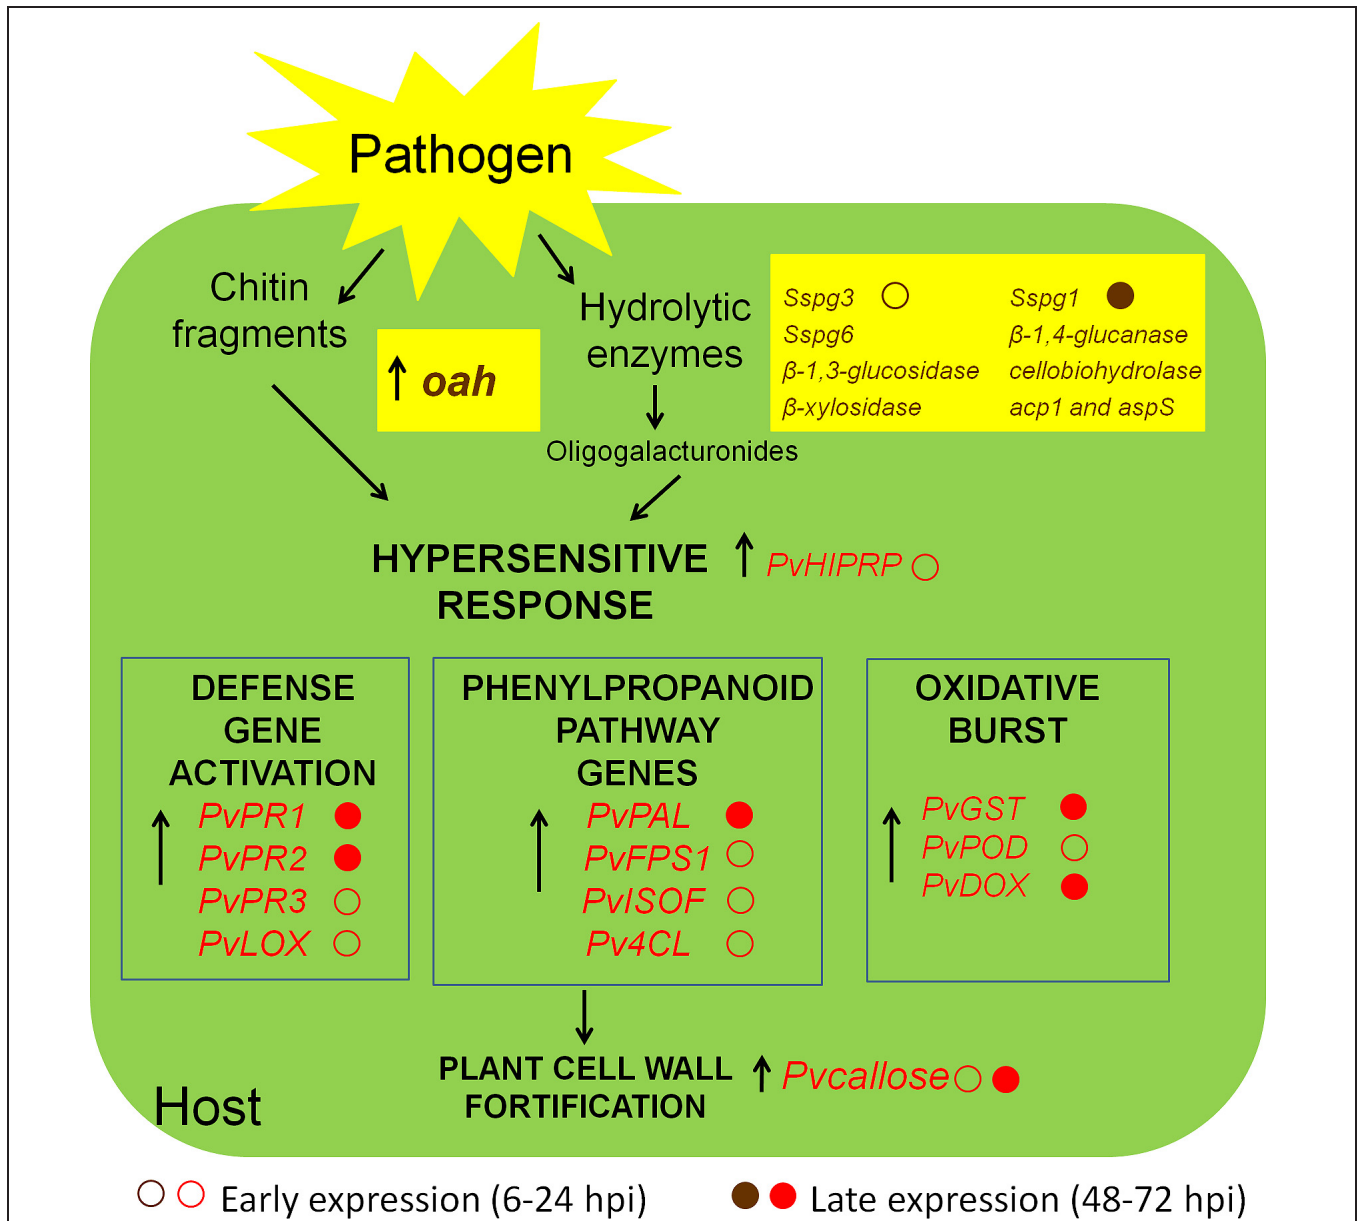 Pathogen
Chitin
fragments
↑ oah
Hydrolytic
enzymes
Oligogalacturonides
Sspg3
Sspg6
β-1,3-glucosidase
β-xylosidase
Sspg1
β-1,4-glucanase
cellobiohydrolase
acp1 and aspS
HYPERSENSITIVE
RESPONSE
PvHIPRP
DEFENSE
GENE
ACTIVATION
PvPR1
PvPR2
PvPR3
PvLOX
PHENYLPROPANOID
PATHWAY
GENES
PvPAL
PvFPS1
PvISOF
Pv4CL
OXIDATIVE
BURST
PvGST
PvPOD
PvDOX
PLANT CELL WALL
FORTIFICATION
Pvcallose
Host
Early expression (6-24 hpi)
Late expression (48-72 hpi)